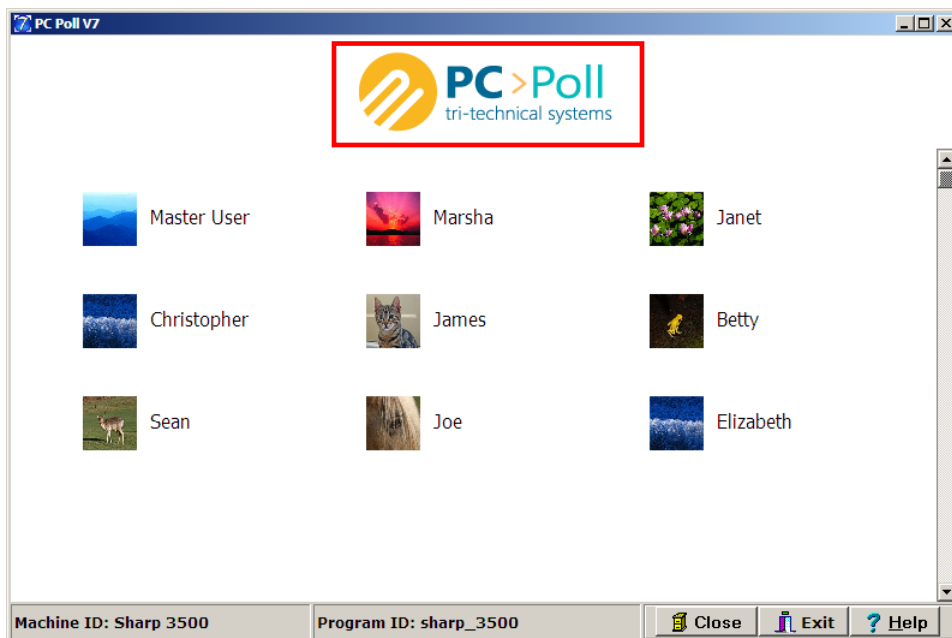 PC Poll V7
PC >Poll
tri-technical systems
Master User
Marsha
Janet
Christopher
James
Betty
Sean
Joe
Elizabeth
Machine ID: Sharp 3500
Program ID: sharp_3500
Close
Exit
? Help